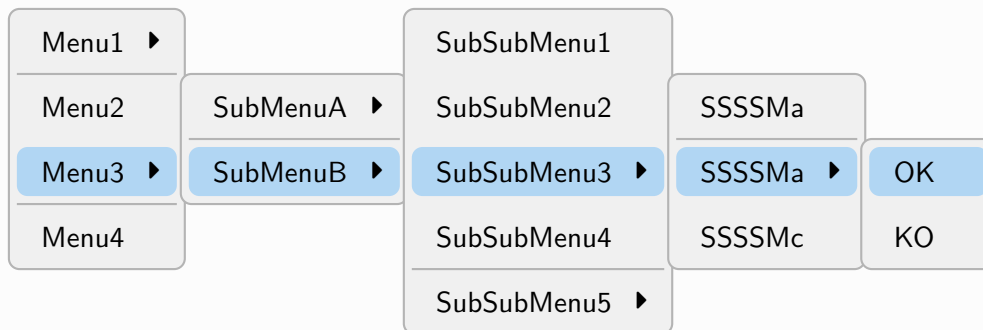 Menu1
Menu2
Menu3
Menu4
SubMenuA
SubMenuB
SubSubMenu1
SubSubMenu2
SubSubMenu3
SubSubMenu4
SubSubMenu5
SSSSMa
SSSSMa
SSSSMc
OK
KO